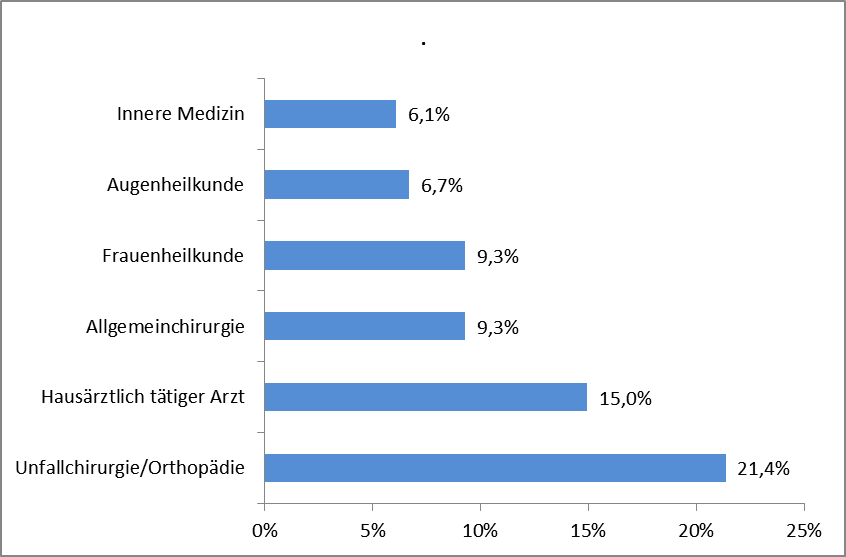 .
Innere Medizin 6,1%
Augenheilkunde 6,7%
Frauenheilkunde 9,3%
Allgemeinchirurgie 9,3%
Hausärztlich tätiger Arzt 15,0%
Unfallchirurgie/Orthopädie 21,4%
0% 5% 10% 15% 20% 25%